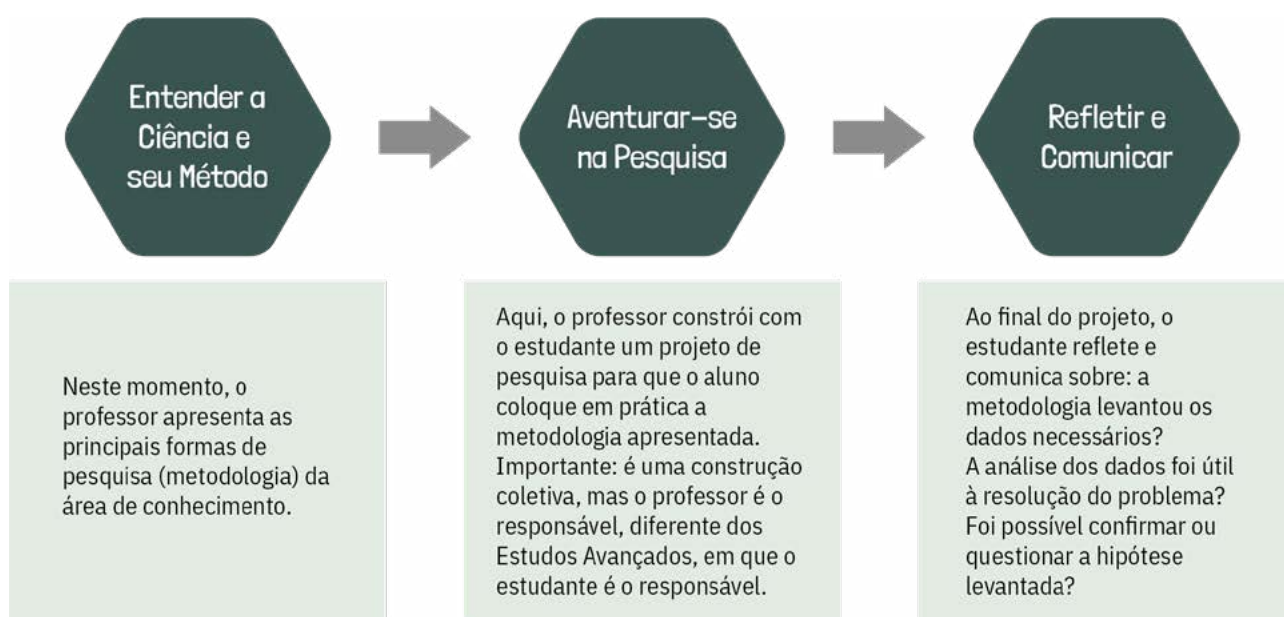 Entender a
Ciência e
seu Método
Aventurar-se
na Pesquisa
Refletir e
Comunicar
Neste momento, o
professor apresenta as
principais formas de
pesquisa (metodologia) da
área de conhecimento.
Aqui, o professor constrói com
o estudante um projeto de
pesquisa para que o aluno
coloque em prática a
metodologia apresentada.
Importante: é uma construção
coletiva, mas o professor é o
responsável, diferente dos
Estudos Avançados, em que o
estudante é o responsável.
Ao final do projeto, o
estudante reflete e
comunica sobre: a
metodologia levantou os
dados necessários?
A análise dos dados foi útil
à resolução do problema?
Foi possível confirmar ou
questionar a hipótese
levantada?